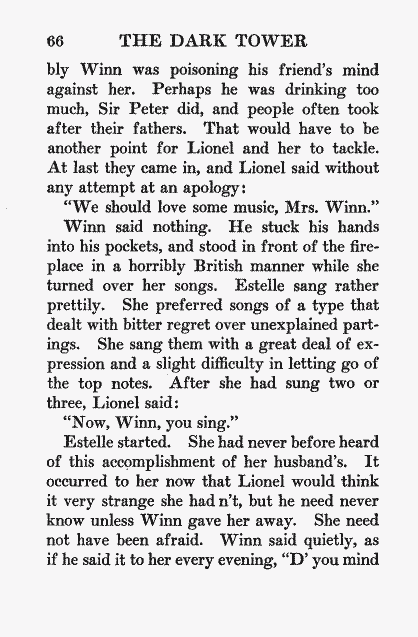 66 THE DARK TOWER
bly Winn was poisoning his friend's mind
against her. Perhaps he was drinking too
much, Sir Peter did, and people often took
after their fathers. That would have to be
another point for Lionel and her to tackle.
At last they came in, and Lionel said without
any attempt at an apology:
"We should love some music, Mrs. Winn."
Winn said nothing. He stuck his hands
into his pockets, and stood in front of the fire-
place in a horribly British manner while she
turned over her songs. Estelle sang rather
prettily. She preferred songs of a type that
dealt with bitter regret over unexplained part-
ings. She sang them with a great deal of ex-
pression and a slight difficulty in letting go of
the top notes. After she had sung two or
three, Lionel said:
"Now, Winn, you sing."
Estelle started. She had never before heard
of this accomplishment of her husband's. It
occurred to her now that Lionel would think
it very strange she had n't, but he need never
know unless Winn gave her away. She need
not have been afraid. Winn said quietly, as
if he said it to her every evening, "D' you mind